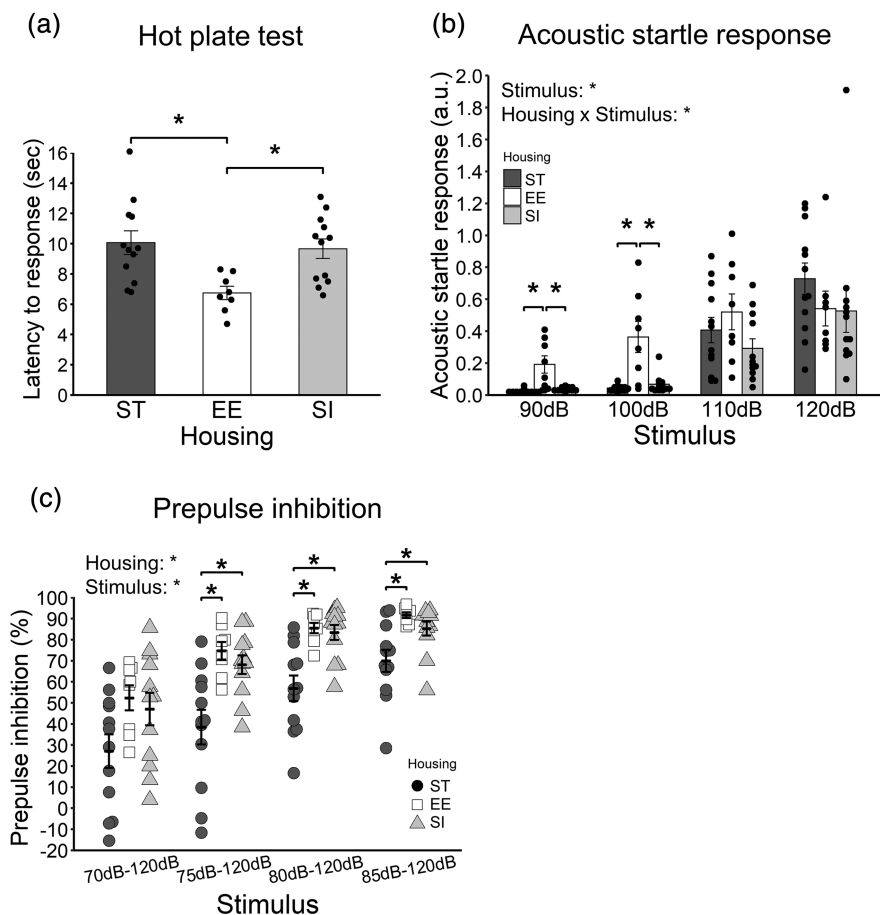 (a)
Hot plate test
*
*
Latency to response (sec)
16
14
12
10
8
6
4
2
0
ST
EE
SI
Housing
(b)
Acoustic startle response
Acoustic startle response (a.u.)
2.0
1.8
1.6
1.4
1.2
1.0
0.8
0.6
0.4
0.2
0
Stimulus: *
Housing x Stimulus: *
Housing
ST
EE
SI
* *
* *
90dB
100dB
110dB
120dB
Stimulus
(c)
Prepulse inhibition
Housing: *
Stimulus: *
*
*
*
*
*
*
Prepulse inhibition (%)
100
90
80
70
60
50
40
30
20
10
0
-10
-20
Housing
ST
EE
SI
70dB-120dB
75dB-120dB
80dB-120dB
85dB-120dB
Stimulus